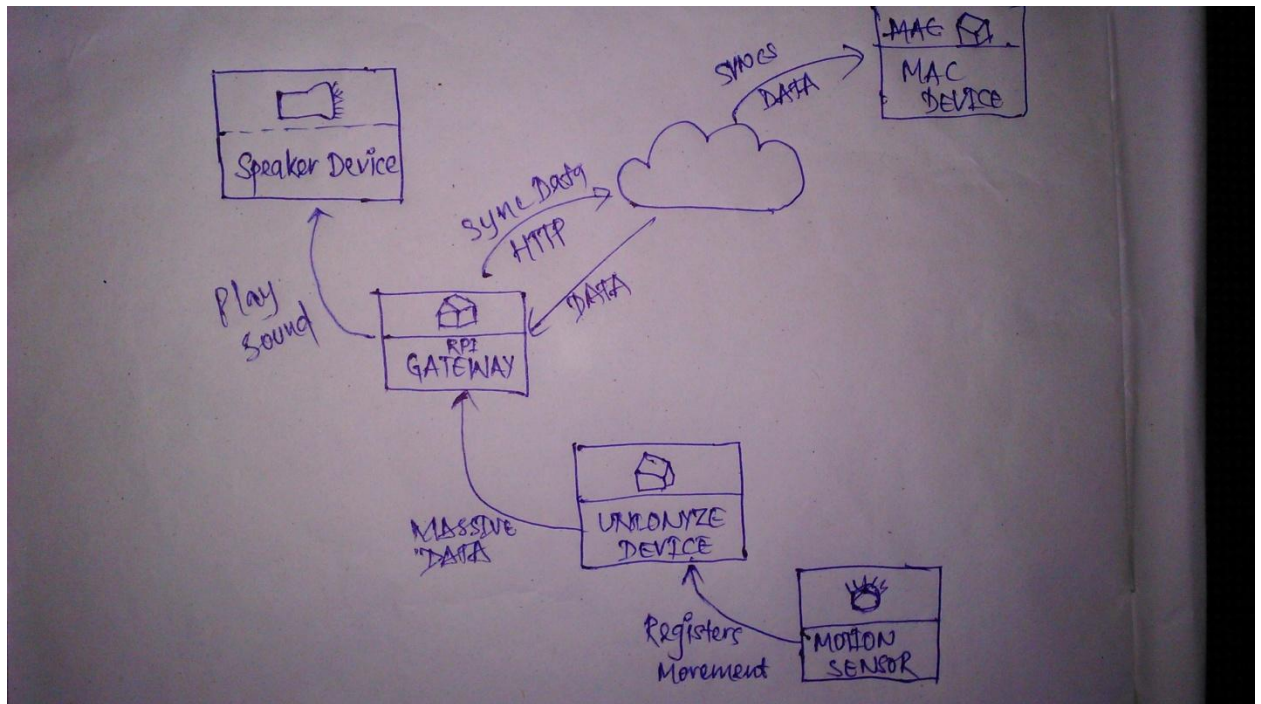 MAC
MAC
DEVICE
SYNCS
DATA
Speaker Device
Sync Data
HTTP
DATA
Play
Sound
RPI
GATEWAY
MASSIVE
DATA
DEVICE
Registers
Movement
MOTION
SENSOR